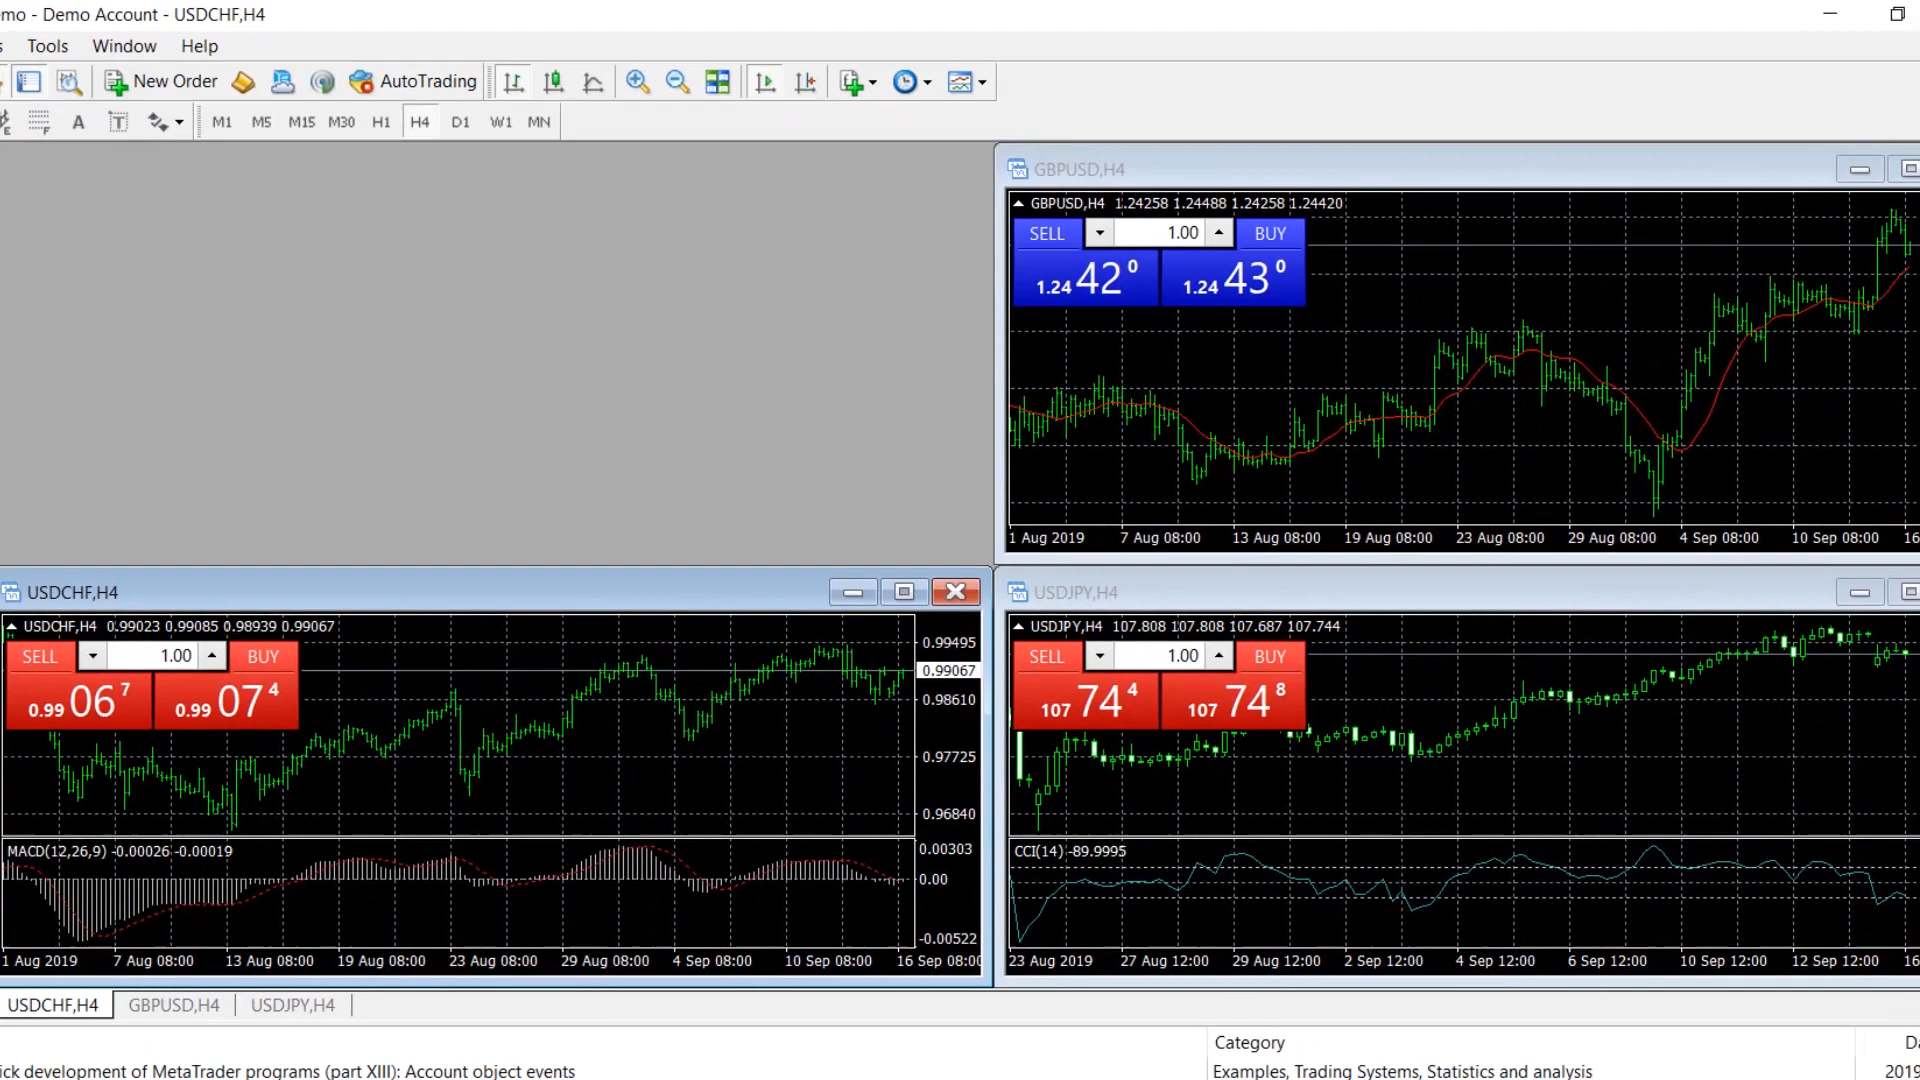 emo - Demo Account - USDCHF,H4
s Tools Window Help
New Order AutoTrading
E F A T M1 M5 M15 M30 H1 H4 D1 W1 MN
GBPUSD,H4
GBPUSD,H4 1.24258 1.24488 1.24258 1.24420
SELL 1.00 BUY
1.24 42 0 1.24 43 0
1 Aug 2019 7 Aug 08:00 13 Aug 08:00 19 Aug 08:00 23 Aug 08:00 29 Aug 08:00 4 Sep 08:00 10 Sep 08:00 16
USDCHF,H4
USDCHF,H4 0.99023 0.99085 0.98939 0.99067
SELL 1.00 BUY
0.99 06 7 0.99 07 4
0.99495
0.99067
0.98610
0.97725
0.96840
MACD(12,26,9) -0.00026 -0.00019
0.00303
0.00
-0.00522
1 Aug 2019 7 Aug 08:00 13 Aug 08:00 19 Aug 08:00 23 Aug 08:00 29 Aug 08:00 4 Sep 08:00 10 Sep 08:00 16 Sep 08:00
USDJPY,H4
USDJPY,H4 107.808 107.808 107.687 107.744
SELL 1.00 BUY
107 74 4 107 74 8
CCI(14) -89.9995
23 Aug 2019 27 Aug 12:00 29 Aug 12:00 2 Sep 12:00 4 Sep 12:00 6 Sep 12:00 10 Sep 12:00 12 Sep 12:00 16
USDCHF,H4 GBPUSD,H4 USDJPY,H4
Category Da
ick development of MetaTrader programs (part XIII): Account object events Examples, Trading Systems, Statistics and analysis 2019